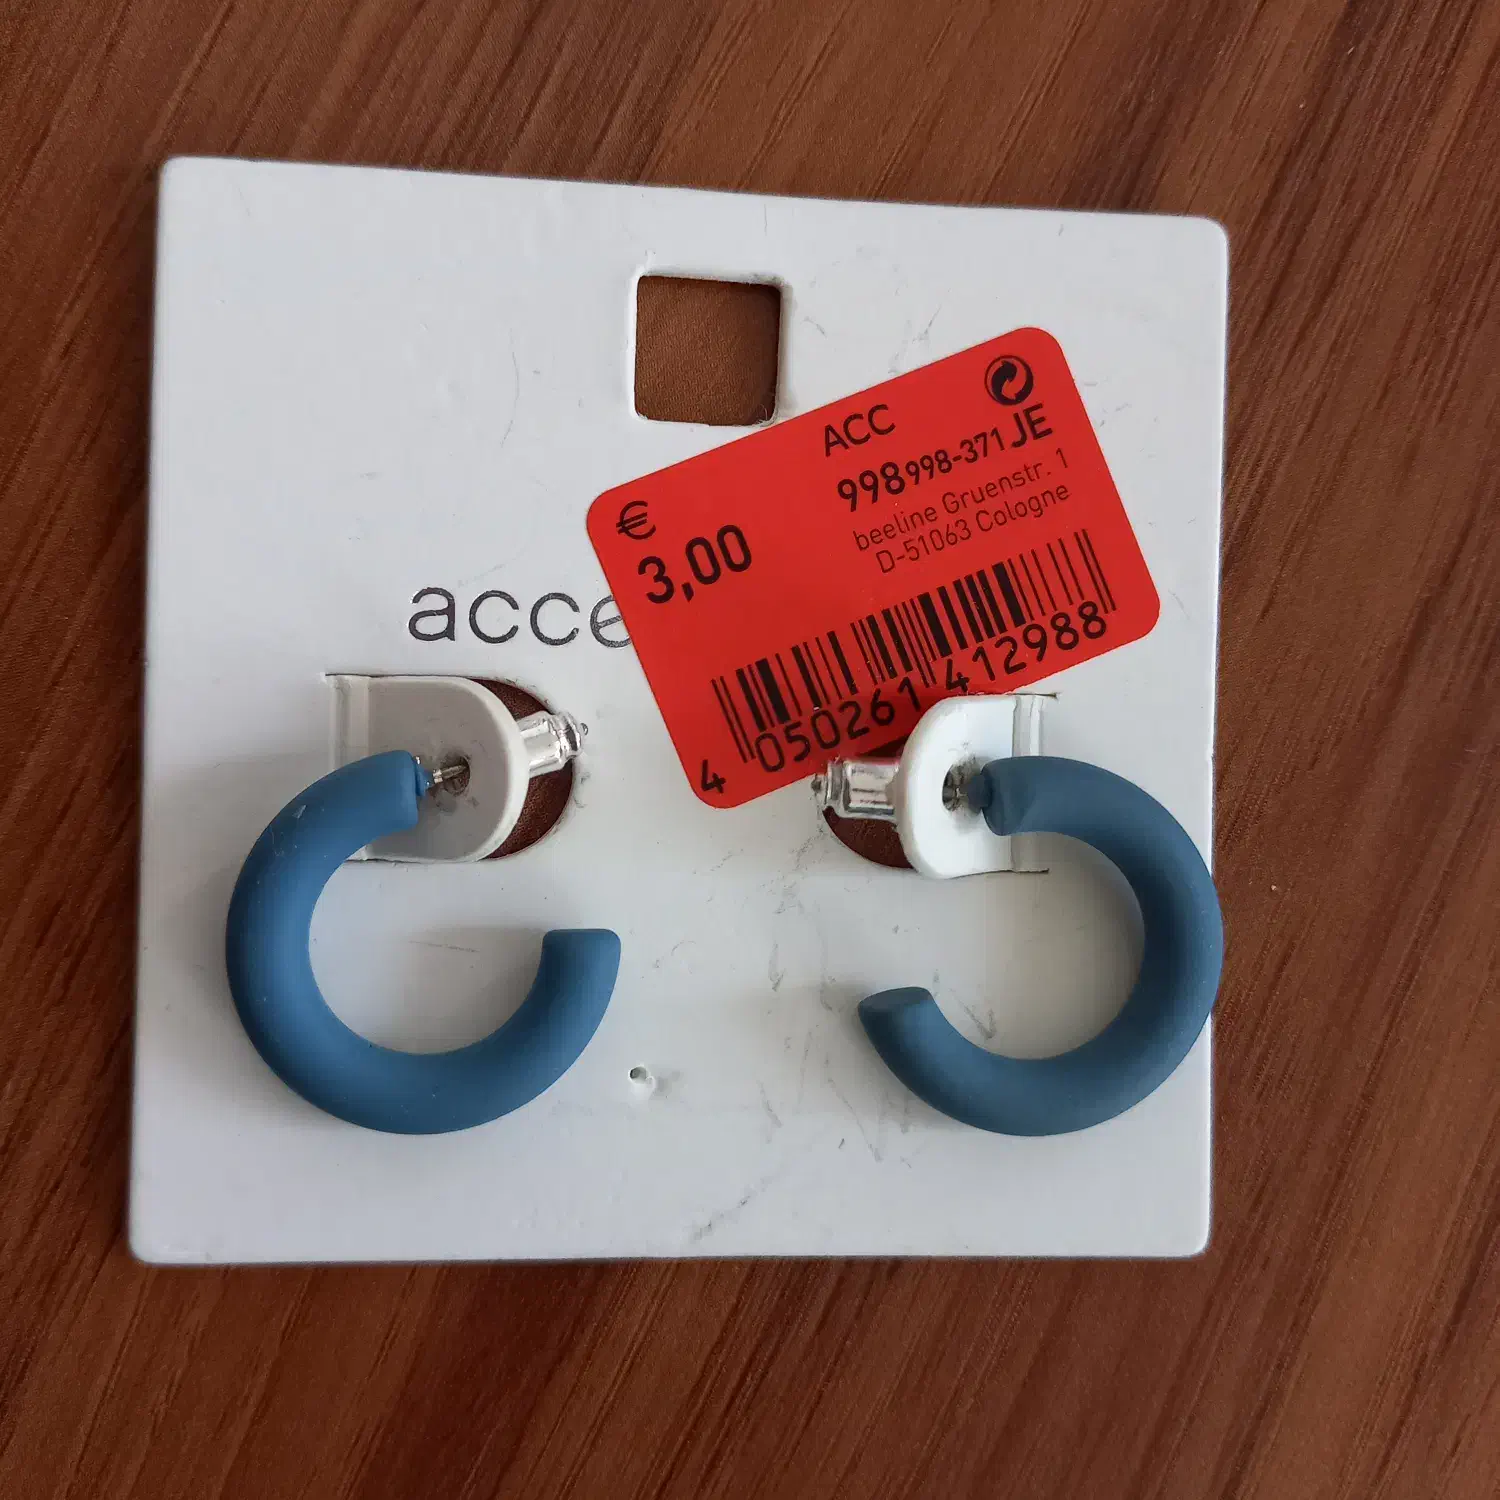 ACC
998998-371 JE
beeline Gruenstr. 1
D-51063 Cologne
€
3,00
acce
4 050261 412988